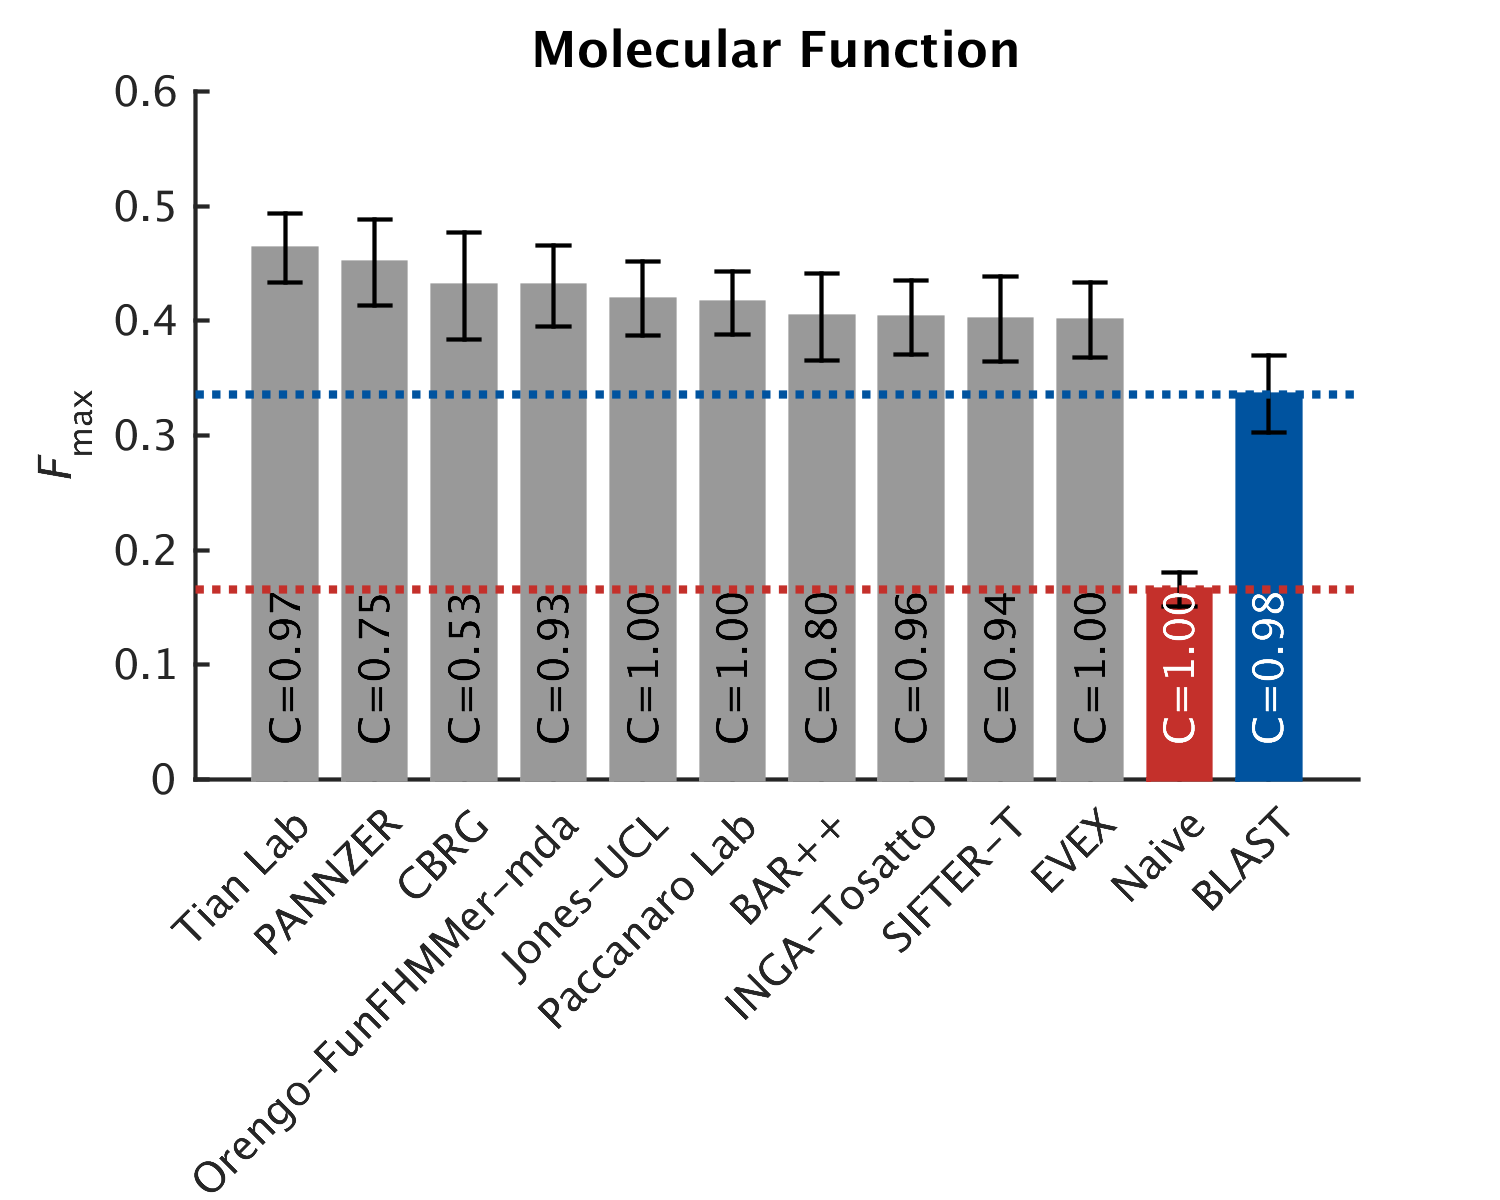 Molecular Function
0.6
0.5
0.4
0.3
0.2
0.1
0
Fmax
C=0.97
C=0.75
C=0.53
C=0.93
C=1.00
C=1.00
C=0.80
C=0.96
C=0.94
C=1.00
C=1.00
C=0.98
Tian Lab
PANNZER
CBRG
Orengo-FunFHMMer-mda
Jones-UCL
Paccanaro Lab
BAR++
INGA-Tosatto
SIFTER-T
EVEX
Naive
BLAST